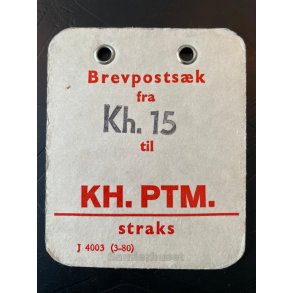 Brevpostsæk
fra
Kh. 15
til
KH. PTM.
straks
J 4003 (3-80)